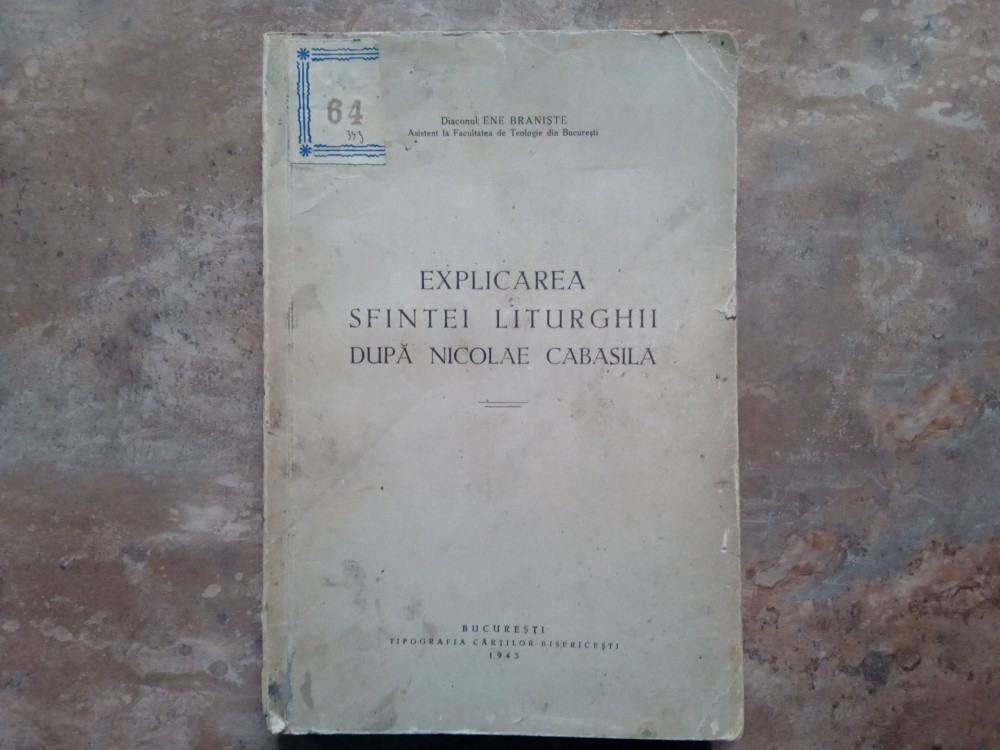 64
343
Diaconul ENE BRANIȘTE
Asistent la Facultatea de Teologie din București
EXPLICAREA
SFINTEI LITURGHII
DUPĂ NICOLAE CABASILA
BUCUREȘTI
TIPOGRAFIA CĂRȚILOR BISERICEȘTI
1943